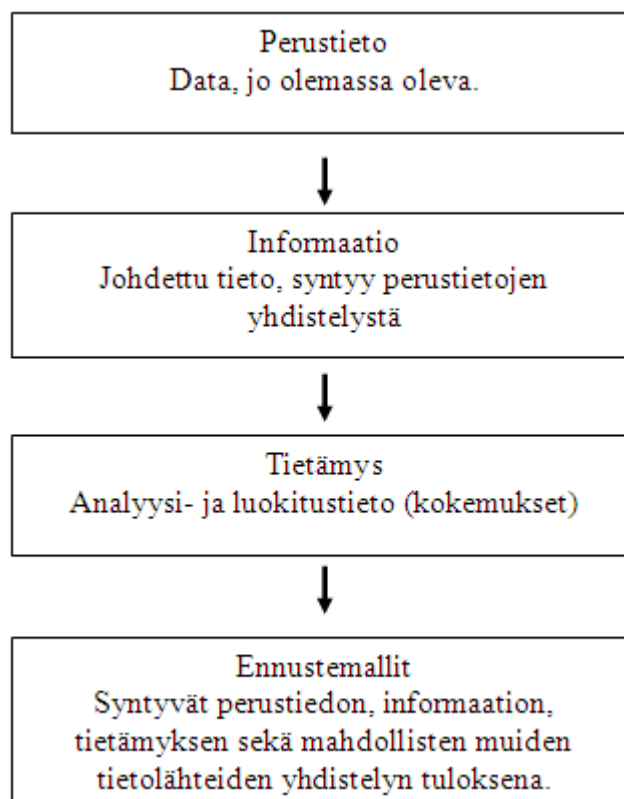 Perustieto
Data, jo olemassa oleva.
Informaatio
Johdettu tieto, syntyy perustietojen
yhdistelystä
Tietämys
Analyysi- ja luokitustieto (kokemukset)
Ennustemallit
Syntyvät perustiedon, informaation,
tietämyksen sekä mahdollisten muiden
tietolähteiden yhdistelyn tuloksena.